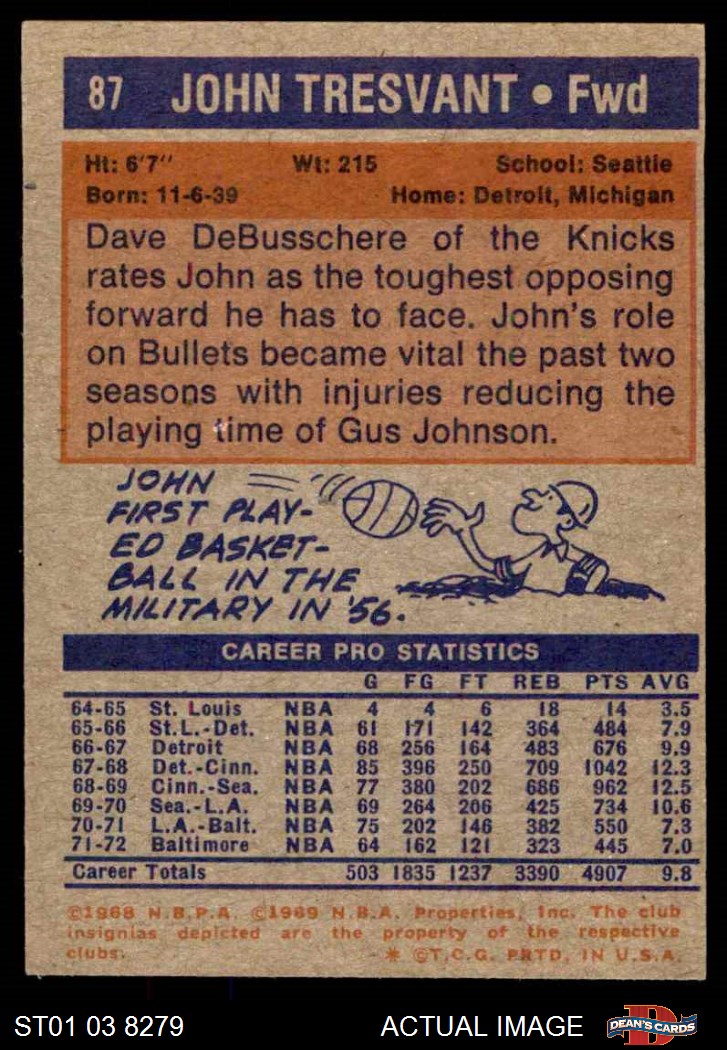 87 JOHN TRESVANT • Fwd
Ht: 6'7" Wt: 215 School: Seattle
Born: 11-6-39 Home: Detroit, Michigan
Dave DeBusschere of the Knicks
rates John as the toughest opposing
forward he has to face. John's role
on Bullets became vital the past two
seasons with injuries reducing the
playing time of Gus Johnson.
JOHN
FIRST PLAY-
ED BASKET-
BALL IN THE
MILITARY IN '56.
CAREER PRO STATISTICS
G FG FT REB PTS AVG
64-65 St. Louis NBA 4 4 6 18 14 3.5
65-66 St.L.-Det. NBA 61 171 142 364 484 7.9
66-67 Detroit NBA 68 256 164 483 676 9.9
67-68 Det.-Cinn. NBA 85 396 250 709 1042 12.3
68-69 Cinn.-Sea. NBA 77 380 202 686 962 12.5
69-70 Sea.-L.A. NBA 69 264 206 425 734 10.6
70-71 L.A.-Balt. NBA 75 202 146 382 550 7.3
71-72 Baltimore NBA 64 162 121 323 445 7.0
Career Totals 503 1835 1237 3390 4907 9.8
©1968 N.B.P.A. ©1969 N.B.A. Properties, Inc. The club
insignias depicted are the property of the respective
clubs. * ©T.C.G. PRTD. IN U.S.A.
ST01 03 8279 ACTUAL IMAGE D DEAN'S CARDS